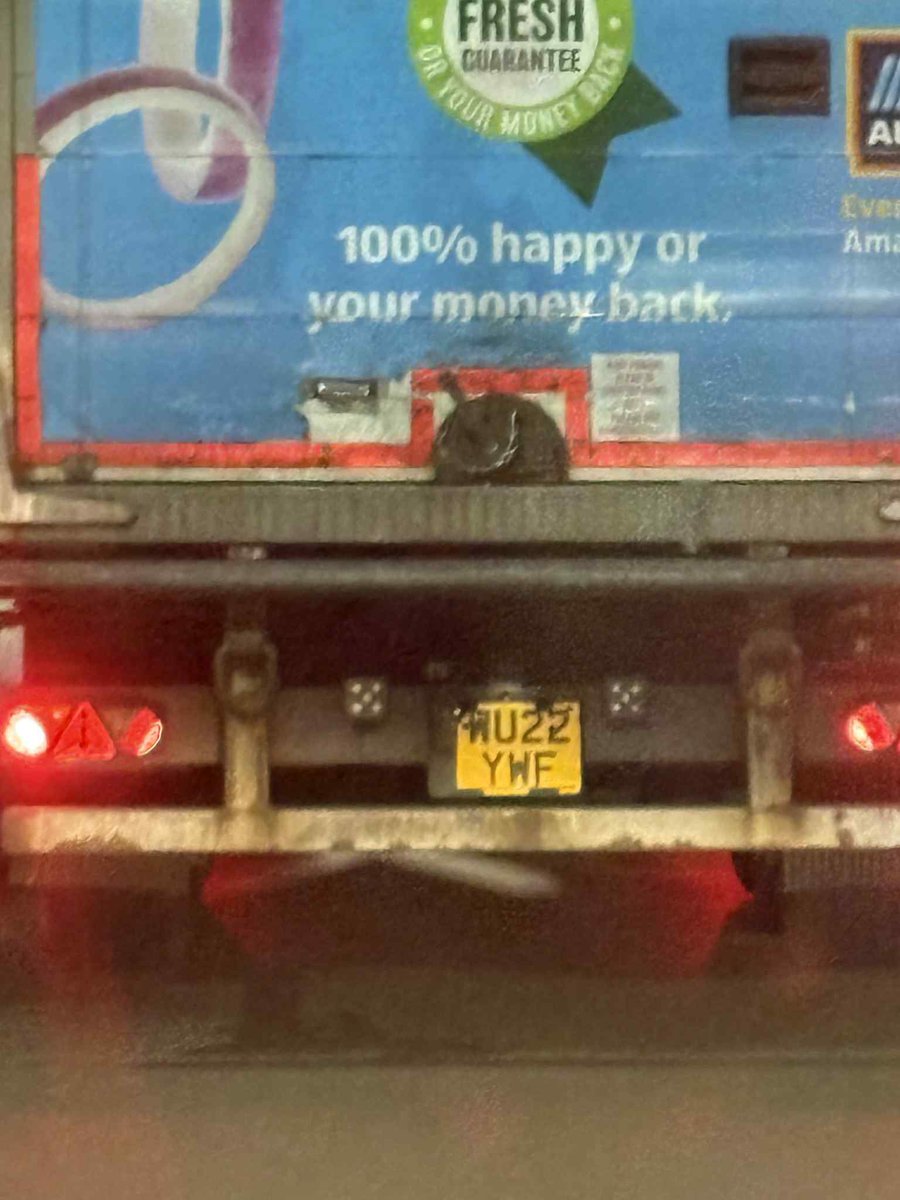 FRESH
GUARANTEE
OR YOUR MONEY BACK
100% happy or
your money back.
WU22
YWF